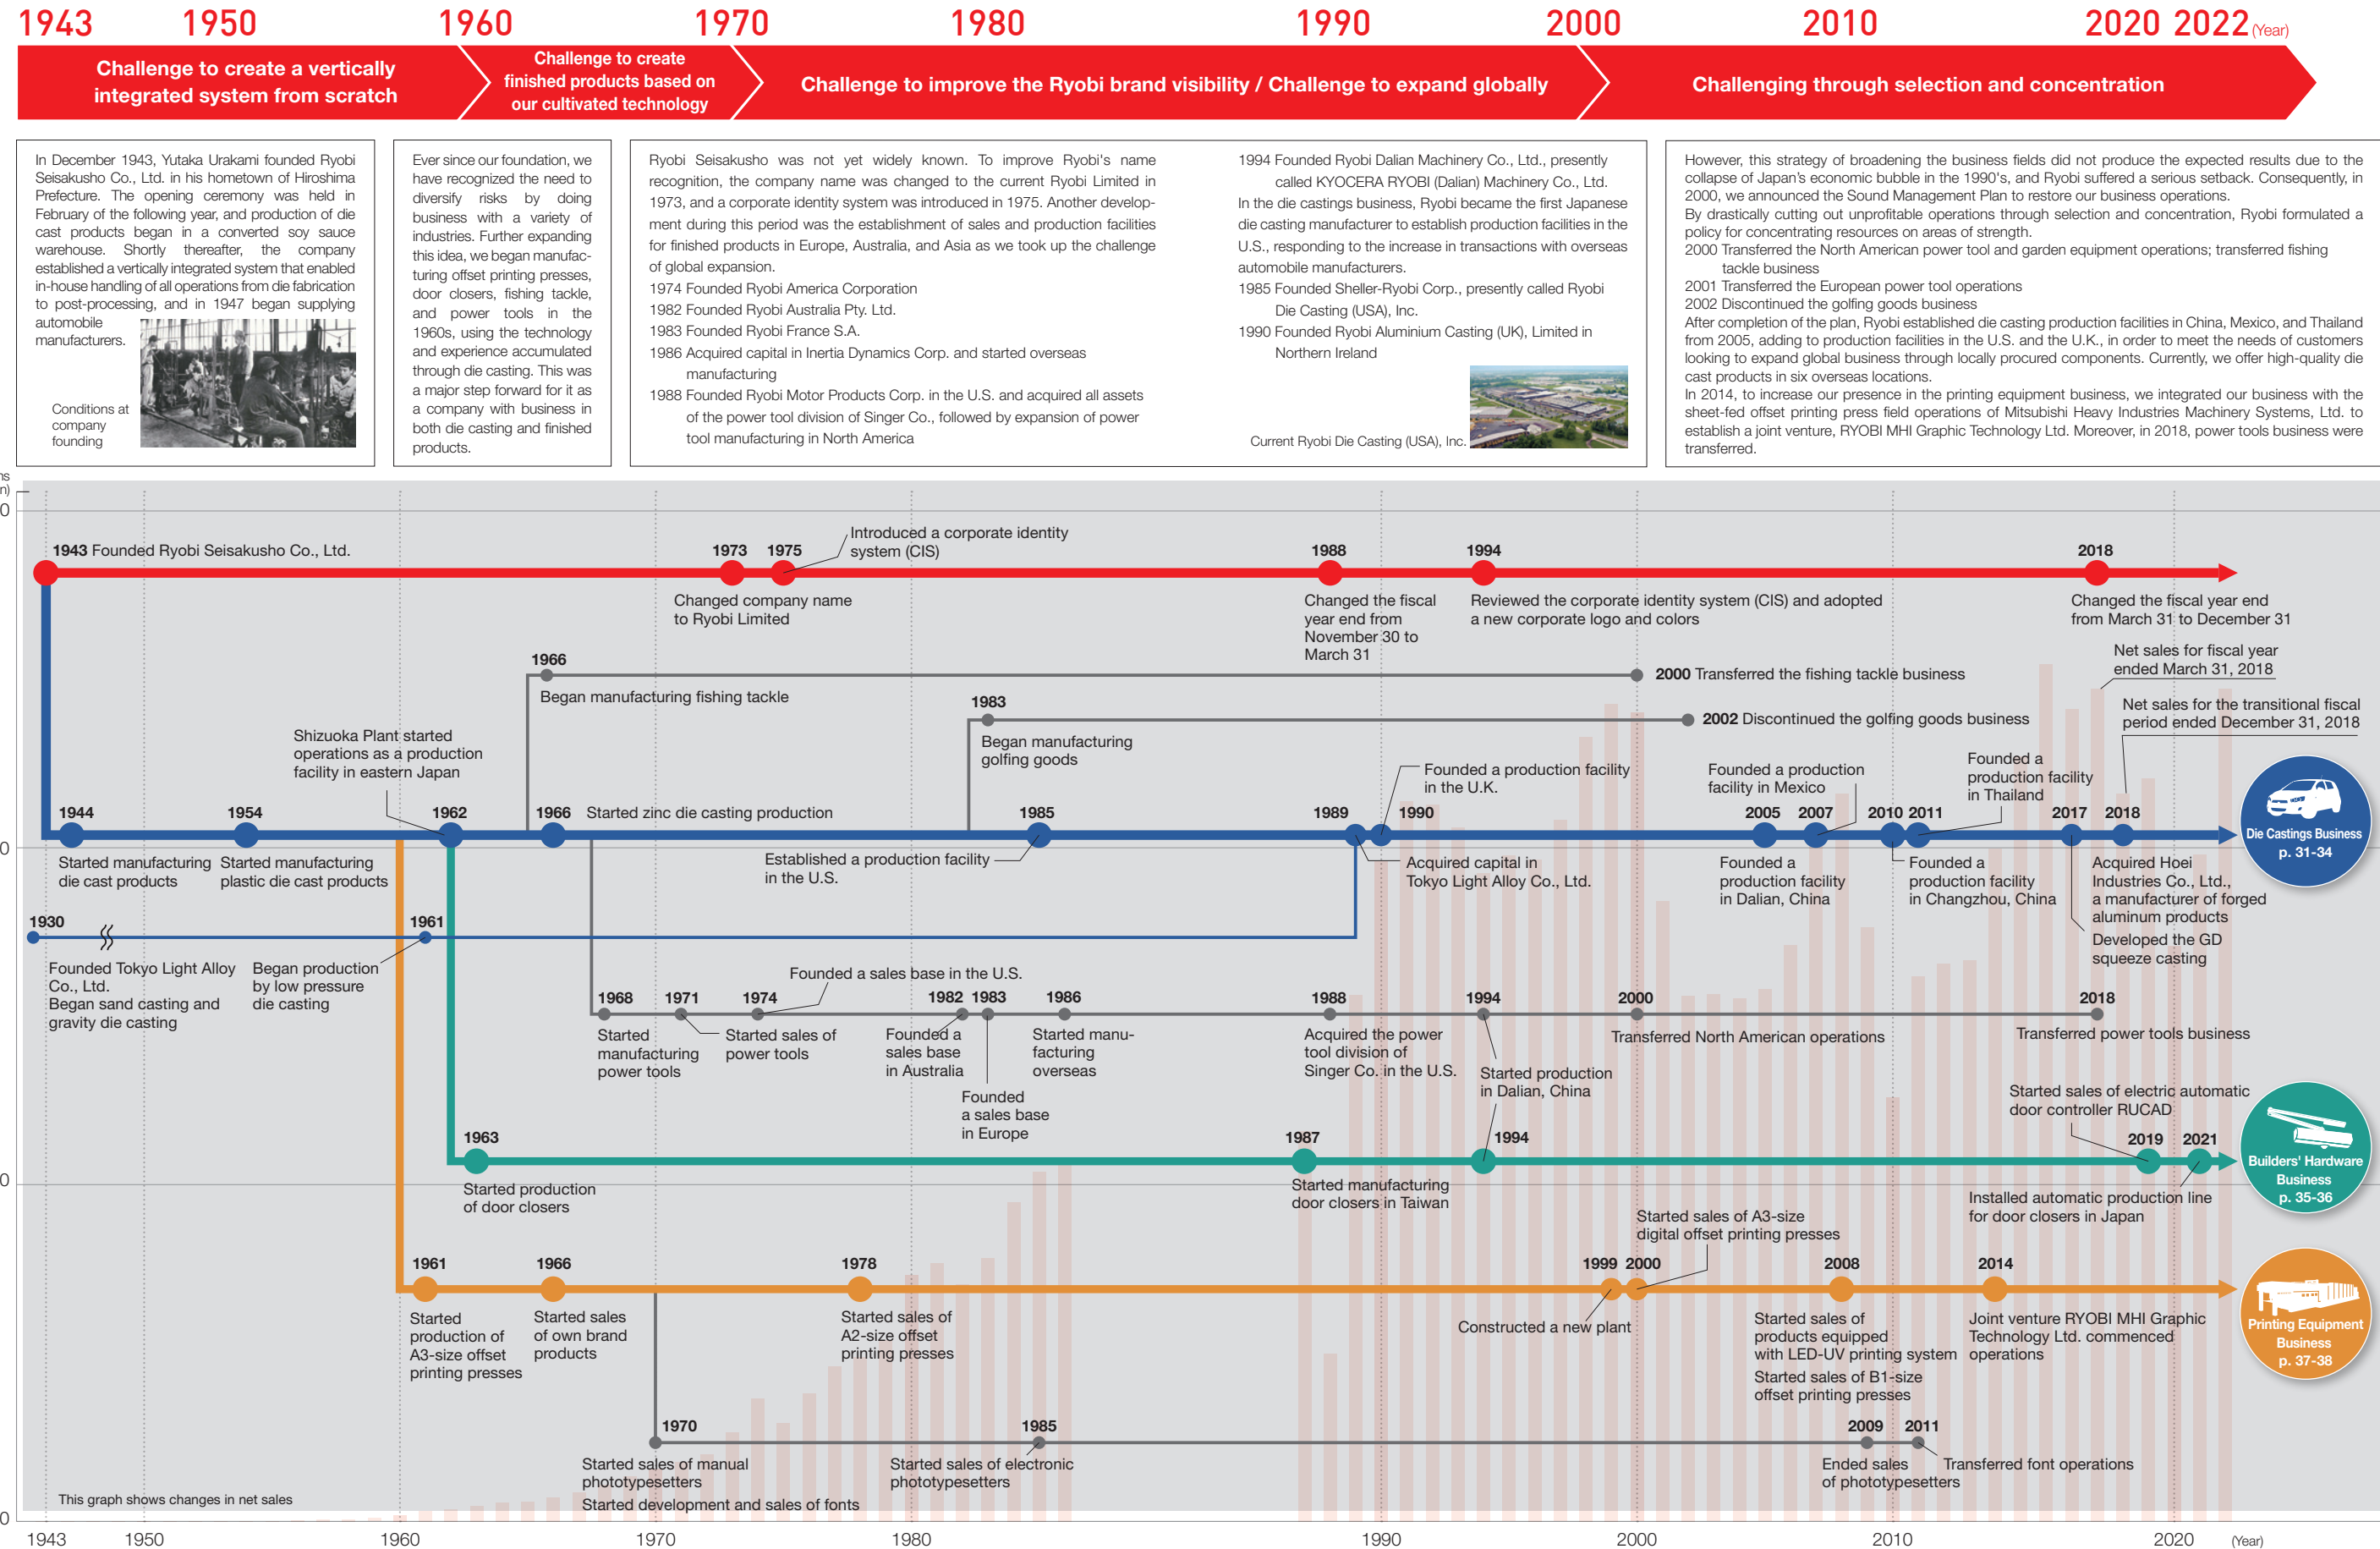 1943 1950 1960 1970 1980 1990 2000 2010 2020 2022 (Year)
Challenge to create a vertically
integrated system from scratch
Challenge to create
finished products based on
our cultivated technology
Challenge to improve the Ryobi brand visibility / Challenge to expand globally
Challenging through selection and concentration
In December 1943, Yutaka Urakami founded Ryobi
Seisakusho Co., Ltd. in his hometown of Hiroshima
Prefecture. The opening ceremony was held in
February of the following year, and production of die
cast products began in a converted soy sauce
warehouse. Shortly thereafter, the company
established a vertically integrated system that enabled
in-house handling of all operations from die fabrication
to post-processing, and in 1947 began supplying
automobile
manufacturers.
Conditions at
company
founding
Ever since our foundation, we
have recognized the need to
diversify risks by doing
business with a variety of
industries. Further expanding
this idea, we began manufac-
turing offset printing presses,
door closers, fishing tackle,
and power tools in the
1960s, using the technology
and experience accumulated
through die casting. This was
a major step forward for it as
a company with business in
both die casting and finished
products.
Ryobi Seisakusho was not yet widely known. To improve Ryobi's name
recognition, the company name was changed to the current Ryobi Limited in
1973, and a corporate identity system was introduced in 1975. Another develop-
ment during this period was the establishment of sales and production facilities
for finished products in Europe, Australia, and Asia as we took up the challenge
of global expansion.
1974 Founded Ryobi America Corporation
1982 Founded Ryobi Australia Pty. Ltd.
1983 Founded Ryobi France S.A.
1986 Acquired capital in Inertia Dynamics Corp. and started overseas
manufacturing
1988 Founded Ryobi Motor Products Corp. in the U.S. and acquired all assets
of the power tool division of Singer Co., followed by expansion of power
tool manufacturing in North America
1994 Founded Ryobi Dalian Machinery Co., Ltd., presently
called KYOCERA RYOBI (Dalian) Machinery Co., Ltd.
In the die castings business, Ryobi became the first Japanese
die casting manufacturer to establish production facilities in the
U.S., responding to the increase in transactions with overseas
automobile manufacturers.
1985 Founded Sheller-Ryobi Corp., presently called Ryobi
Die Casting (USA), Inc.
1990 Founded Ryobi Aluminium Casting (UK), Limited in
Northern Ireland
Current Ryobi Die Casting (USA), Inc.
However, this strategy of broadening the business fields did not produce the expected results due to the
collapse of Japan's economic bubble in the 1990's, and Ryobi suffered a serious setback. Consequently, in
2000, we announced the Sound Management Plan to restore our business operations.
By drastically cutting out unprofitable operations through selection and concentration, Ryobi formulated a
policy for concentrating resources on areas of strength.
2000 Transferred the North American power tool and garden equipment operations; transferred fishing
tackle business
2001 Transferred the European power tool operations
2002 Discontinued the golfing goods business
After completion of the plan, Ryobi established die casting production facilities in China, Mexico, and Thailand
from 2005, adding to production facilities in the U.S. and the U.K., in order to meet the needs of customers
looking to expand global business through locally procured components. Currently, we offer high-quality die
cast products in six overseas locations.
In 2014, to increase our presence in the printing equipment business, we integrated our business with the
sheet-fed offset printing press field operations of Mitsubishi Heavy Industries Machinery Systems, Ltd. to
establish a joint venture, RYOBI MHI Graphic Technology Ltd. Moreover, in 2018, power tools business were
transferred.
1943 Founded Ryobi Seisakusho Co., Ltd.
1973
Changed company name
to Ryobi Limited
1975
Introduced a corporate identity
system (CIS)
1988
Changed the fiscal
year end from
November 30 to
March 31
1994
Reviewed the corporate identity system (CIS) and adopted
a new corporate logo and colors
2018
Changed the fiscal year end
from March 31 to December 31
Net sales for fiscal year
ended March 31, 2018
Net sales for the transitional fiscal
period ended December 31, 2018
1966
Began manufacturing fishing tackle
2000 Transferred the fishing tackle business
1983
Began manufacturing
golfing goods
2002 Discontinued the golfing goods business
1944
Started manufacturing
die cast products
1954
Started manufacturing
plastic die cast products
Shizuoka Plant started
operations as a production
facility in eastern Japan
1962
1966 Started zinc die casting production
1985
Established a production facility
in the U.S.
1989
Acquired capital in
Tokyo Light Alloy Co., Ltd.
1990
Founded a production facility
in the U.K.
2005
Founded a
production facility
in Dalian, China
2007
Founded a production
facility in Mexico
2010
Founded a
production facility
in Changzhou, China
2011
Founded a
production facility
in Thailand
2017
Developed the GD
squeeze casting
2018
Acquired Hoei
Industries Co., Ltd.,
a manufacturer of forged
aluminum products
Die Castings Business
p. 31-34
1930
Founded Tokyo Light Alloy
Co., Ltd.
Began sand casting and
gravity die casting
1961
Began production
by low pressure
die casting
1968
Started
manufacturing
power tools
1971
Started sales of
power tools
1974
Founded a sales base in the U.S.
1982
Founded a
sales base
in Australia
1983
Founded
a sales base
in Europe
1986
Started manu-
facturing
overseas
1988
Acquired the power
tool division of
Singer Co. in the U.S.
1994
Started production
in Dalian, China
2000
Transferred North American operations
2018
Transferred power tools business
1963
Started production
of door closers
1987
Started manufacturing
door closers in Taiwan
1994
Started sales of electric automatic
door controller RUCAD
2019
2021
Installed automatic production line
for door closers in Japan
Builders' Hardware
Business
p. 35-36
1961
Started
production of
A3-size offset
printing presses
1966
Started sales
of own brand
products
1978
Started sales of
A2-size offset
printing presses
1999
Constructed a new plant
2000
Started sales of A3-size
digital offset printing presses
2008
Started sales of
products equipped
with LED-UV printing system
Started sales of B1-size
offset printing presses
2014
Joint venture RYOBI MHI Graphic
Technology Ltd. commenced
operations
Printing Equipment
Business
p. 37-38
1970
Started sales of manual
phototypesetters
Started development and sales of fonts
1985
Started sales of electronic
phototypesetters
2009
Ended sales
of phototypesetters
2011
Transferred font operations
This graph shows changes in net sales
1943 1950 1960 1970 1980 1990 2000 2010 2020 (Year)